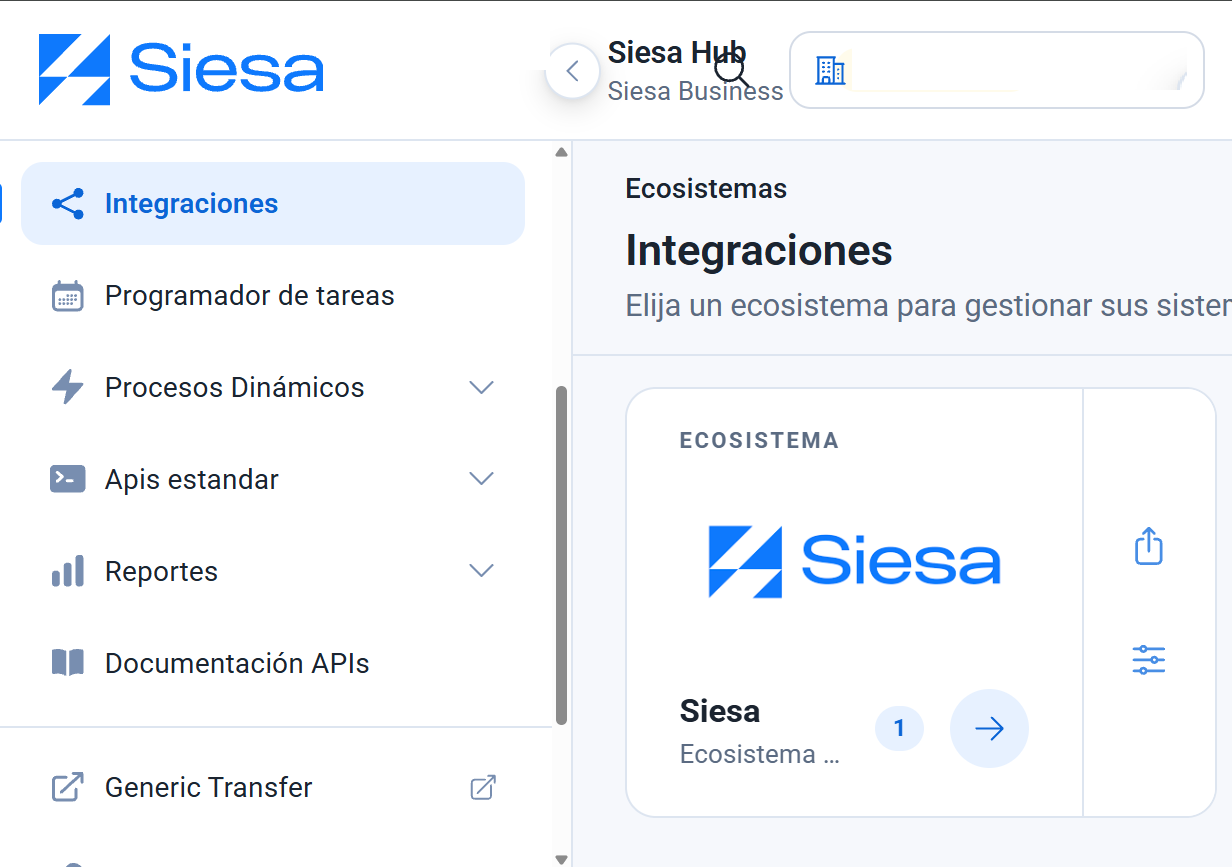 Siesa
Siesa Hub
Siesa Business
Integraciones
Programador de tareas
Procesos Dinámicos
Apis estandar
Reportes
Documentación APIs
Generic Transfer
Ecosistemas
Integraciones
Elija un ecosistema para gestionar sus
ECOSISTEMA
Siesa
Siesa
1
Ecosistema ...